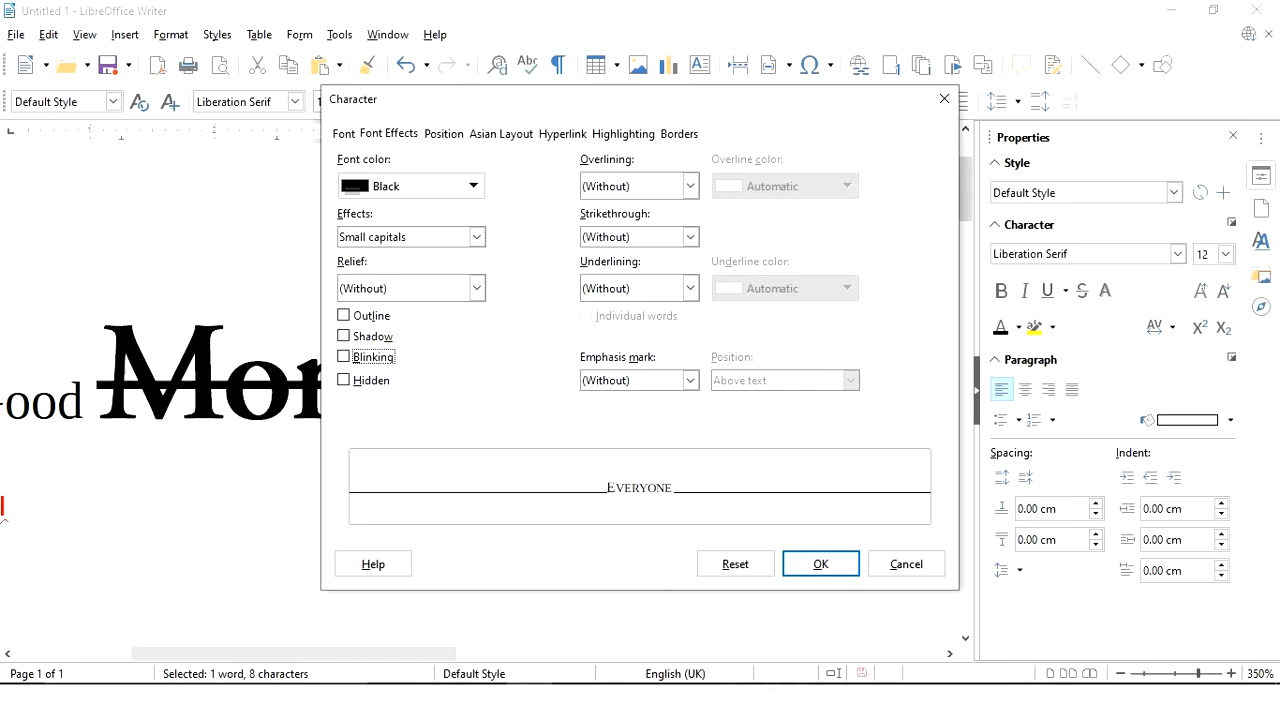 Untitled 1 - LibreOffice Writer
File Edit View Insert Format Styles Table Form Tools Window Help
Default Style Liberation Serif
Character
Font Font Effects Position Asian Layout Hyperlink Highlighting Borders
Font color: Overlining: Overline color:
Black (Without) Automatic
Effects: Strikethrough:
Small capitals (Without)
Relief: Underlining: Underline color:
(Without) (Without) Automatic
Outline Individual words
Shadow
Blinking Emphasis mark: Position:
Hidden (Without) Above text
EVERYONE
Help Reset OK Cancel
ood Mor
Properties
Style
Default Style
Character
Liberation Serif 12
Paragraph
Spacing: Indent:
0.00 cm 0.00 cm
0.00 cm 0.00 cm
0.00 cm
Page 1 of 1 Selected: 1 word, 8 characters Default Style English (UK) 350%